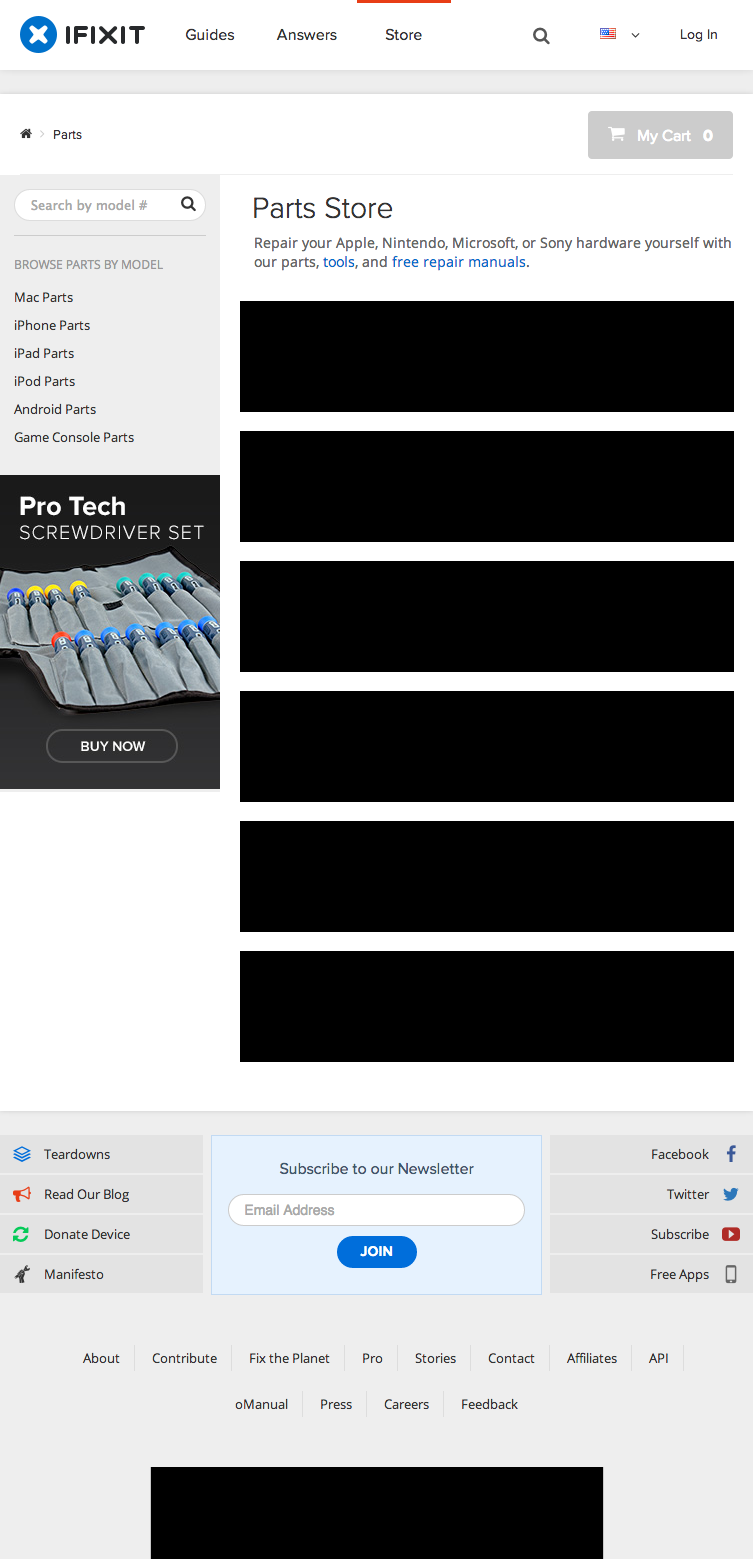 IFIXIT
Guides
Answers
Store
Log In
Parts
My Cart 0
Search by model #
BROWSE PARTS BY MODEL
Mac Parts
iPhone Parts
iPad Parts
iPod Parts
Android Parts
Game Console Parts
Pro Tech
SCREWDRIVER SET
BUY NOW
Parts Store
Repair your Apple, Nintendo, Microsoft, or Sony hardware yourself with
our parts, tools, and free repair manuals.
Teardowns
Read Our Blog
Donate Device
Manifesto
Subscribe to our Newsletter
Email Address
JOIN
Facebook
Twitter
Subscribe
Free Apps
About
Contribute
Fix the Planet
Pro
Stories
Contact
Affiliates
API
oManual
Press
Careers
Feedback